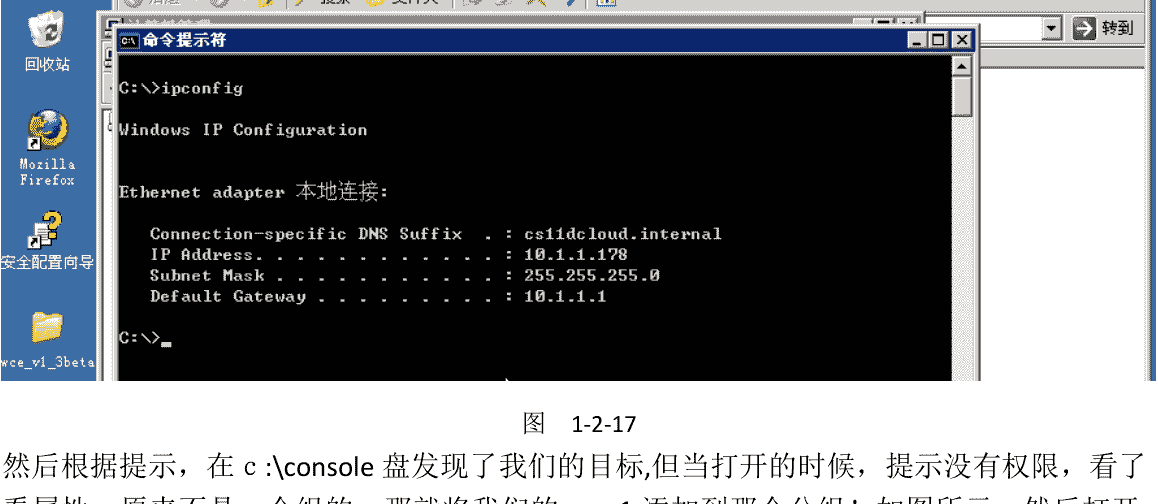 回收站
命令提示符
转到
C:\>ipconfig
Windows IP Configuration
Mozilla
Firefox
Ethernet adapter 本地连接:
Connection-specific DNS Suffix . : cs11dcloud.internal
IP Address. . . . . . . . . . . . : 10.1.1.178
Subnet Mask . . . . . . . . . . . : 255.255.255.0
Default Gateway . . . . . . . . . : 10.1.1.1
安全配置向导
C:\>
wce_v1_3beta
图 1-2-17
然后根据提示，在 c :\console 盘发现了我们的目标,但当打开的时候，提示没有权限，看了